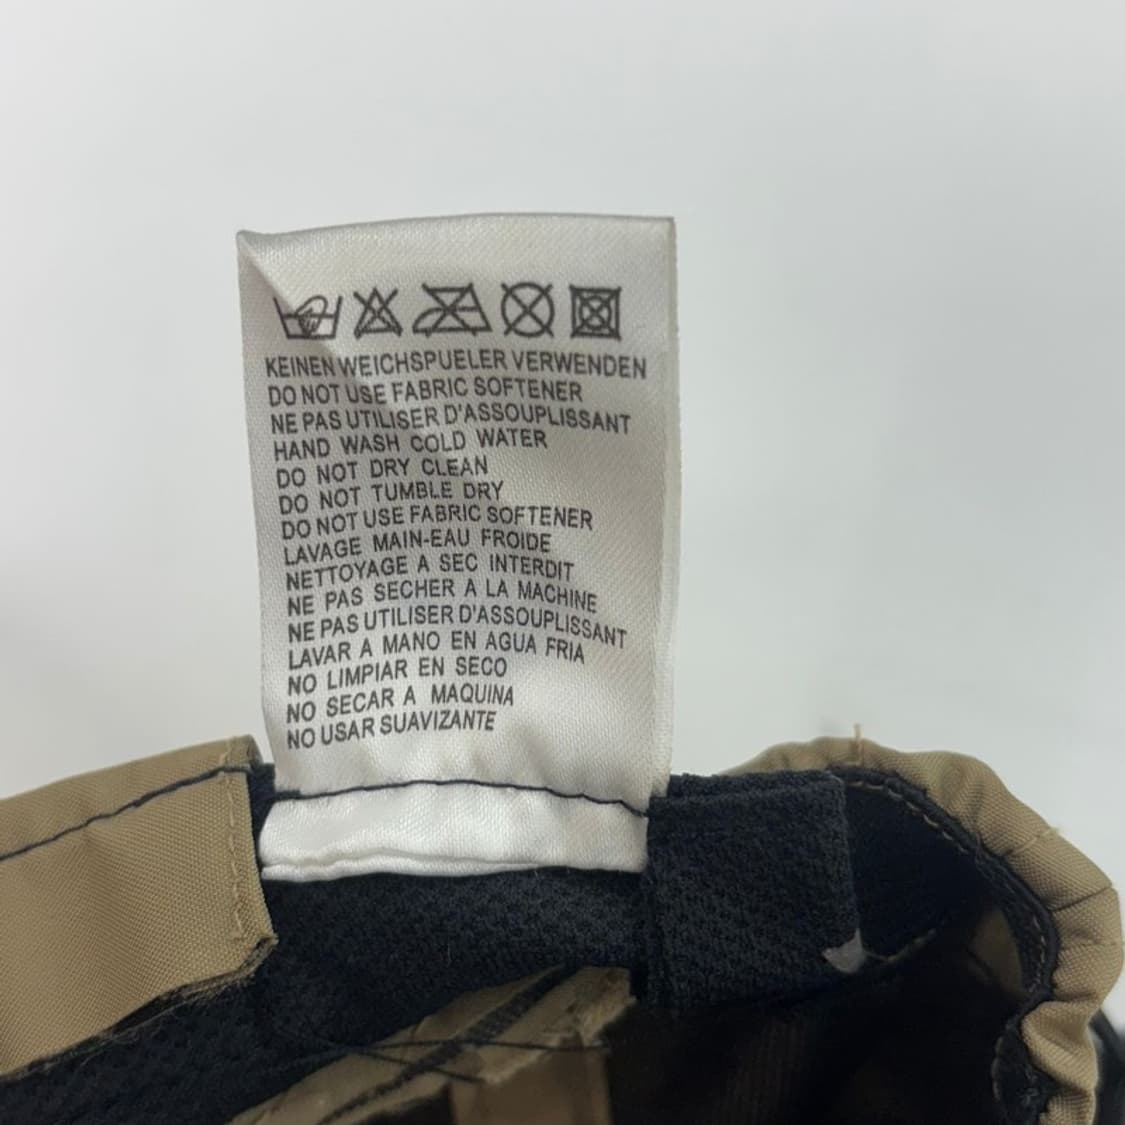 KEINEN WEICHSPUELER VERWENDEN
DO NOT USE FABRIC SOFTENER
NE PAS UTILISER D'ASSOUPLISSANT
HAND WASH COLD WATER
DO NOT DRY CLEAN
DO NOT TUMBLE DRY
DO NOT USE FABRIC SOFTENER
LAVAGE MAIN-EAU FROIDE
NETTOYAGE A SEC INTERDIT
NE PAS SECHER A LA MACHINE
NE PAS UTILISER D'ASSOUPLISSANT
LAVAR A MANO EN AGUA FRIA
NO LIMPIAR EN SECO
NO SECAR A MAQUINA
NO USAR SUAVIZANTE